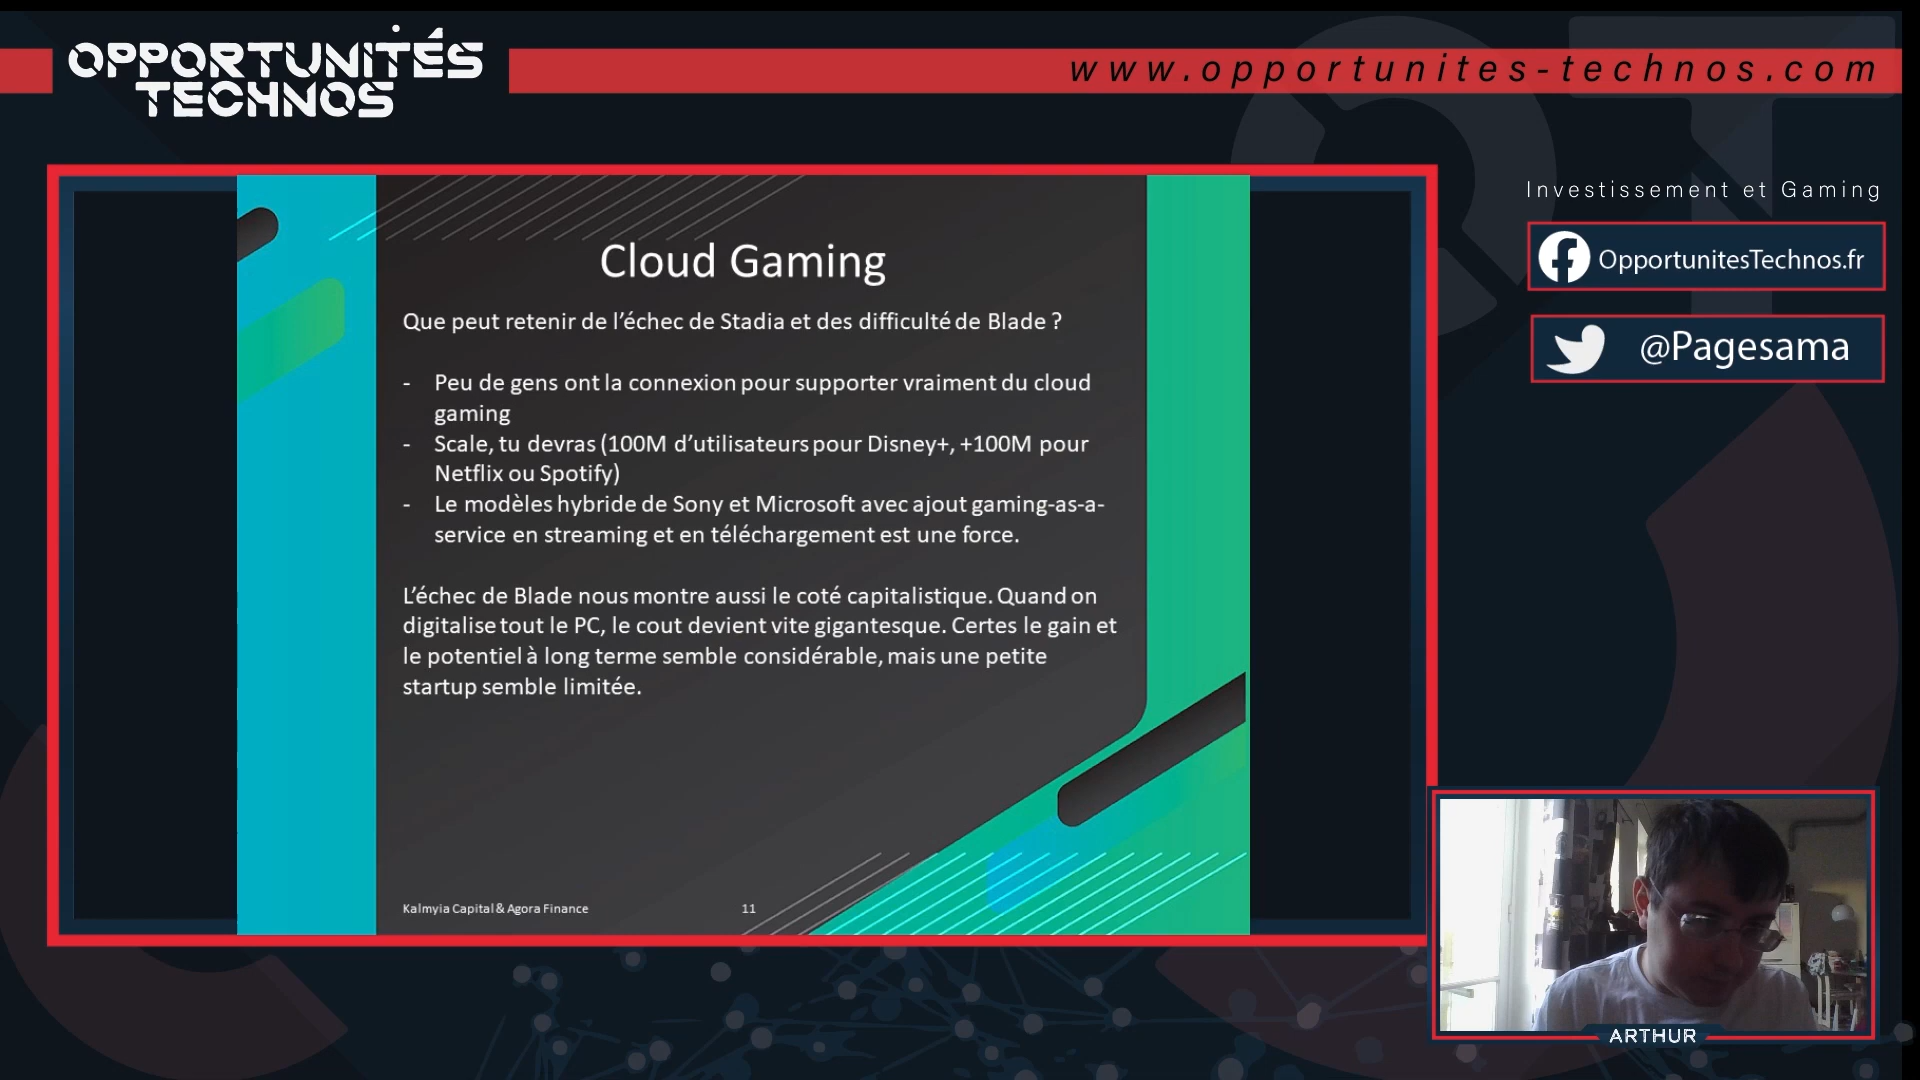 OPPORTUNITÉS
TECHNOS
www.opportunites-technos.com
Investissement et Gaming
OpportunitesTechnos.fr
@Pagesama
Cloud Gaming
Que peut retenir de l'échec de Stadia et des difficulté de Blade ?
- Peu de gens ont la connexion pour supporter vraiment du cloud
gaming
- Scale, tu devras (100M d'utilisateurs pour Disney+, +100M pour
Netflix ou Spotify)
- Le modèles hybride de Sony et Microsoft avec ajout gaming-as-a-
service en streaming et en téléchargement est une force.
L'échec de Blade nous montre aussi le coté capitalistique. Quand on
digitalise tout le PC, le cout devient vite gigantesque. Certes le gain et
le potentiel à long terme semble considérable, mais une petite
startup semble limitée.
Kalmyia Capital & Agora Finance
11
ARTHUR